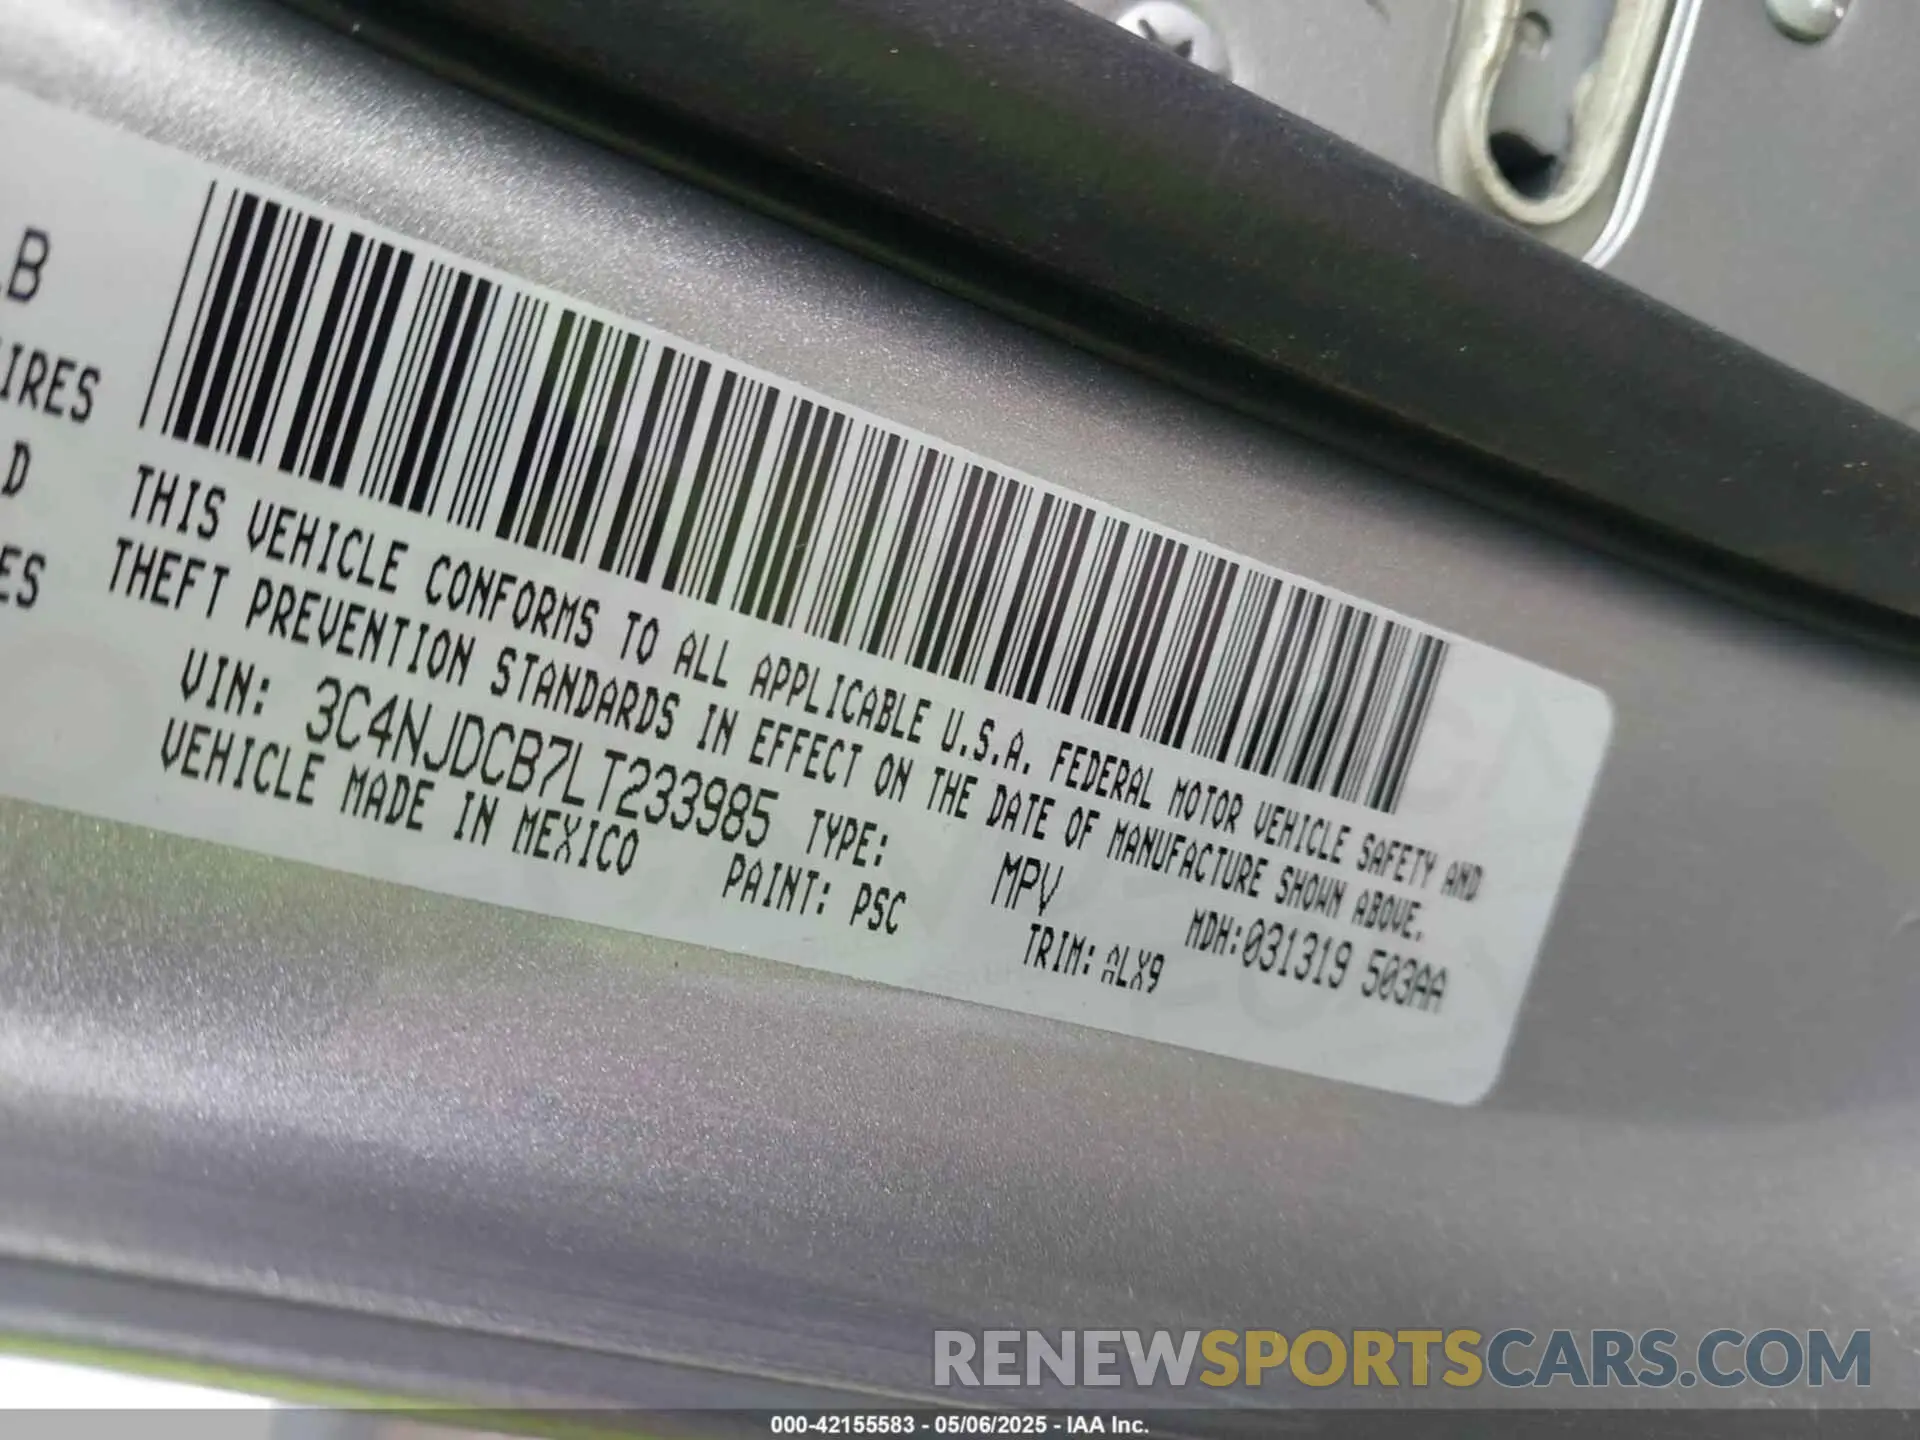 LB
IRES
D
ES
THIS VEHICLE CONFORMS TO ALL APPLICABLE U.S.A. FEDERAL MOTOR VEHICLE SAFETY AND
THEFT PREVENTION STANDARDS IN EFFECT ON THE DATE OF MANUFACTURE SHOWN ABOVE.
VIN: 3C4NJDCB7LT233985 TYPE: MPV MDH:031319 503AA
VEHICLE MADE IN MEXICO PAINT: PSC TRIM: ALX9
RENEWSPORTSCARS.COM
000-42155583 - 05/06/2025 - IAA Inc.